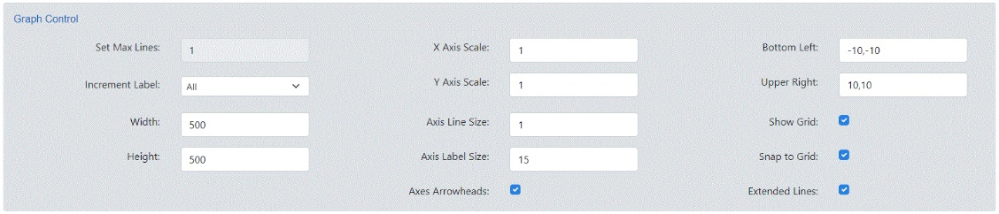 Graph Control
Set Max Lines: 1 X Axis Scale: 1 Bottom Left: -10,-10
Increment Label: All Y Axis Scale: 1 Upper Right: 10,10
Width: 500 Axis Line Size: 1 Show Grid:
Height: 500 Axis Label Size: 15 Snap to Grid:
Axes Arrowheads: Extended Lines: